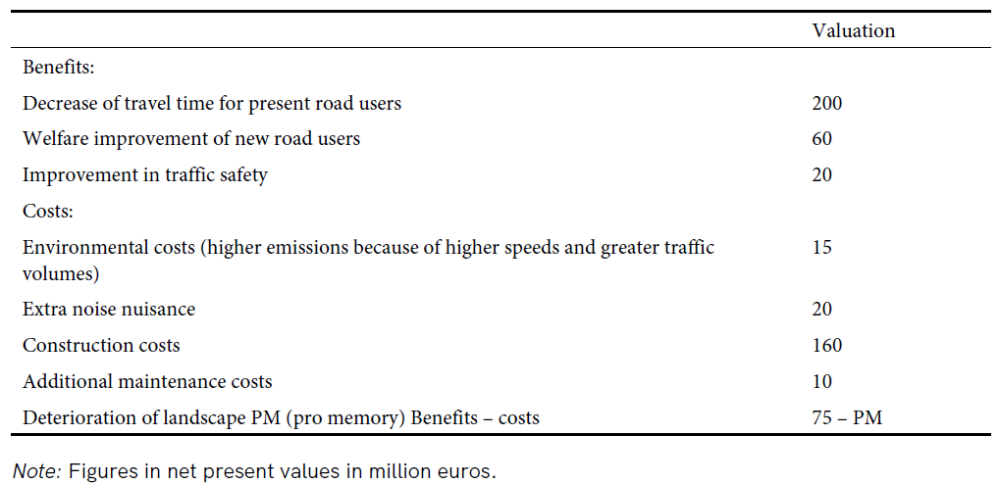 Valuation
Benefits:
Decrease of travel time for present road users 200
Welfare improvement of new road users 60
Improvement in traffic safety 20
Costs:
Environmental costs (higher emissions because of higher speeds and greater traffic 15
volumes)
Extra noise nuisance 20
Construction costs 160
Additional maintenance costs 10
Deterioration of landscape PM (pro memory) Benefits – costs 75 – PM
Note: Figures in net present values in million euros.